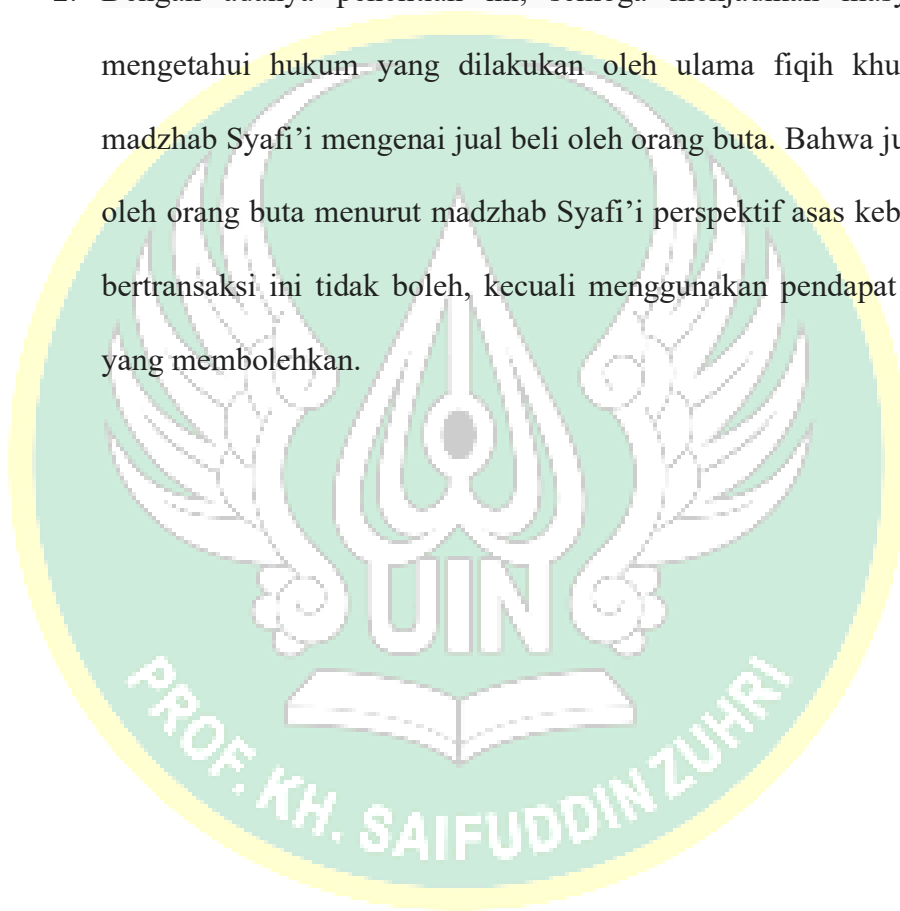 mengetahui hukum yang dilakukan oleh ulama fiqih
madzhab Syafi’i mengenai jual beli oleh orang buta. Bahwa
oleh orang buta menurut madzhab Syafi’i perspektif asas
bertransaksi ini tidak boleh, kecuali menggunakan pendapat
yang membolehkan.
UIN
PROF. KH. SAIFUDDIN ZUHRI